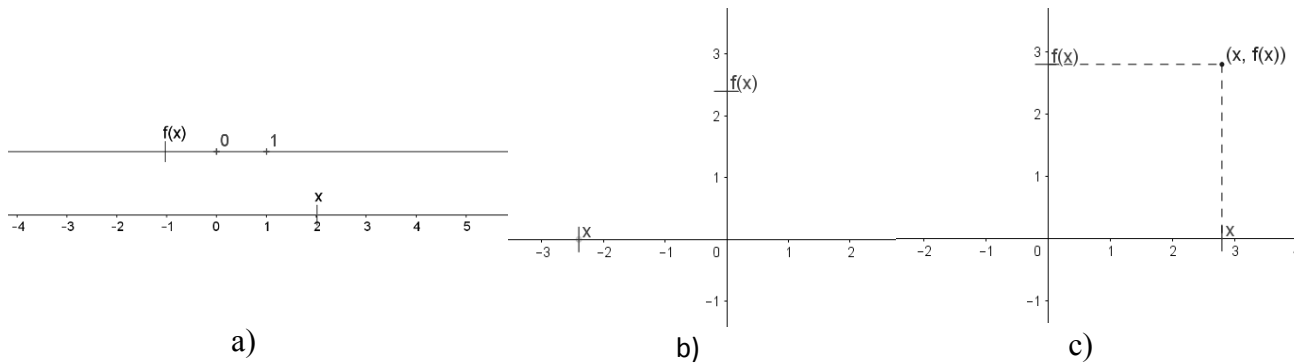 f(x) 0 1
x
-4 -3 -2 -1 0 1 2 3 4 5
a)
3
f(x)
2
1
x
-3 -2 -1 0 1 2
-1
b)
3
f(x) (x, f(x))
2
1
x
-2 -1 0 1 2 3
-1
c)